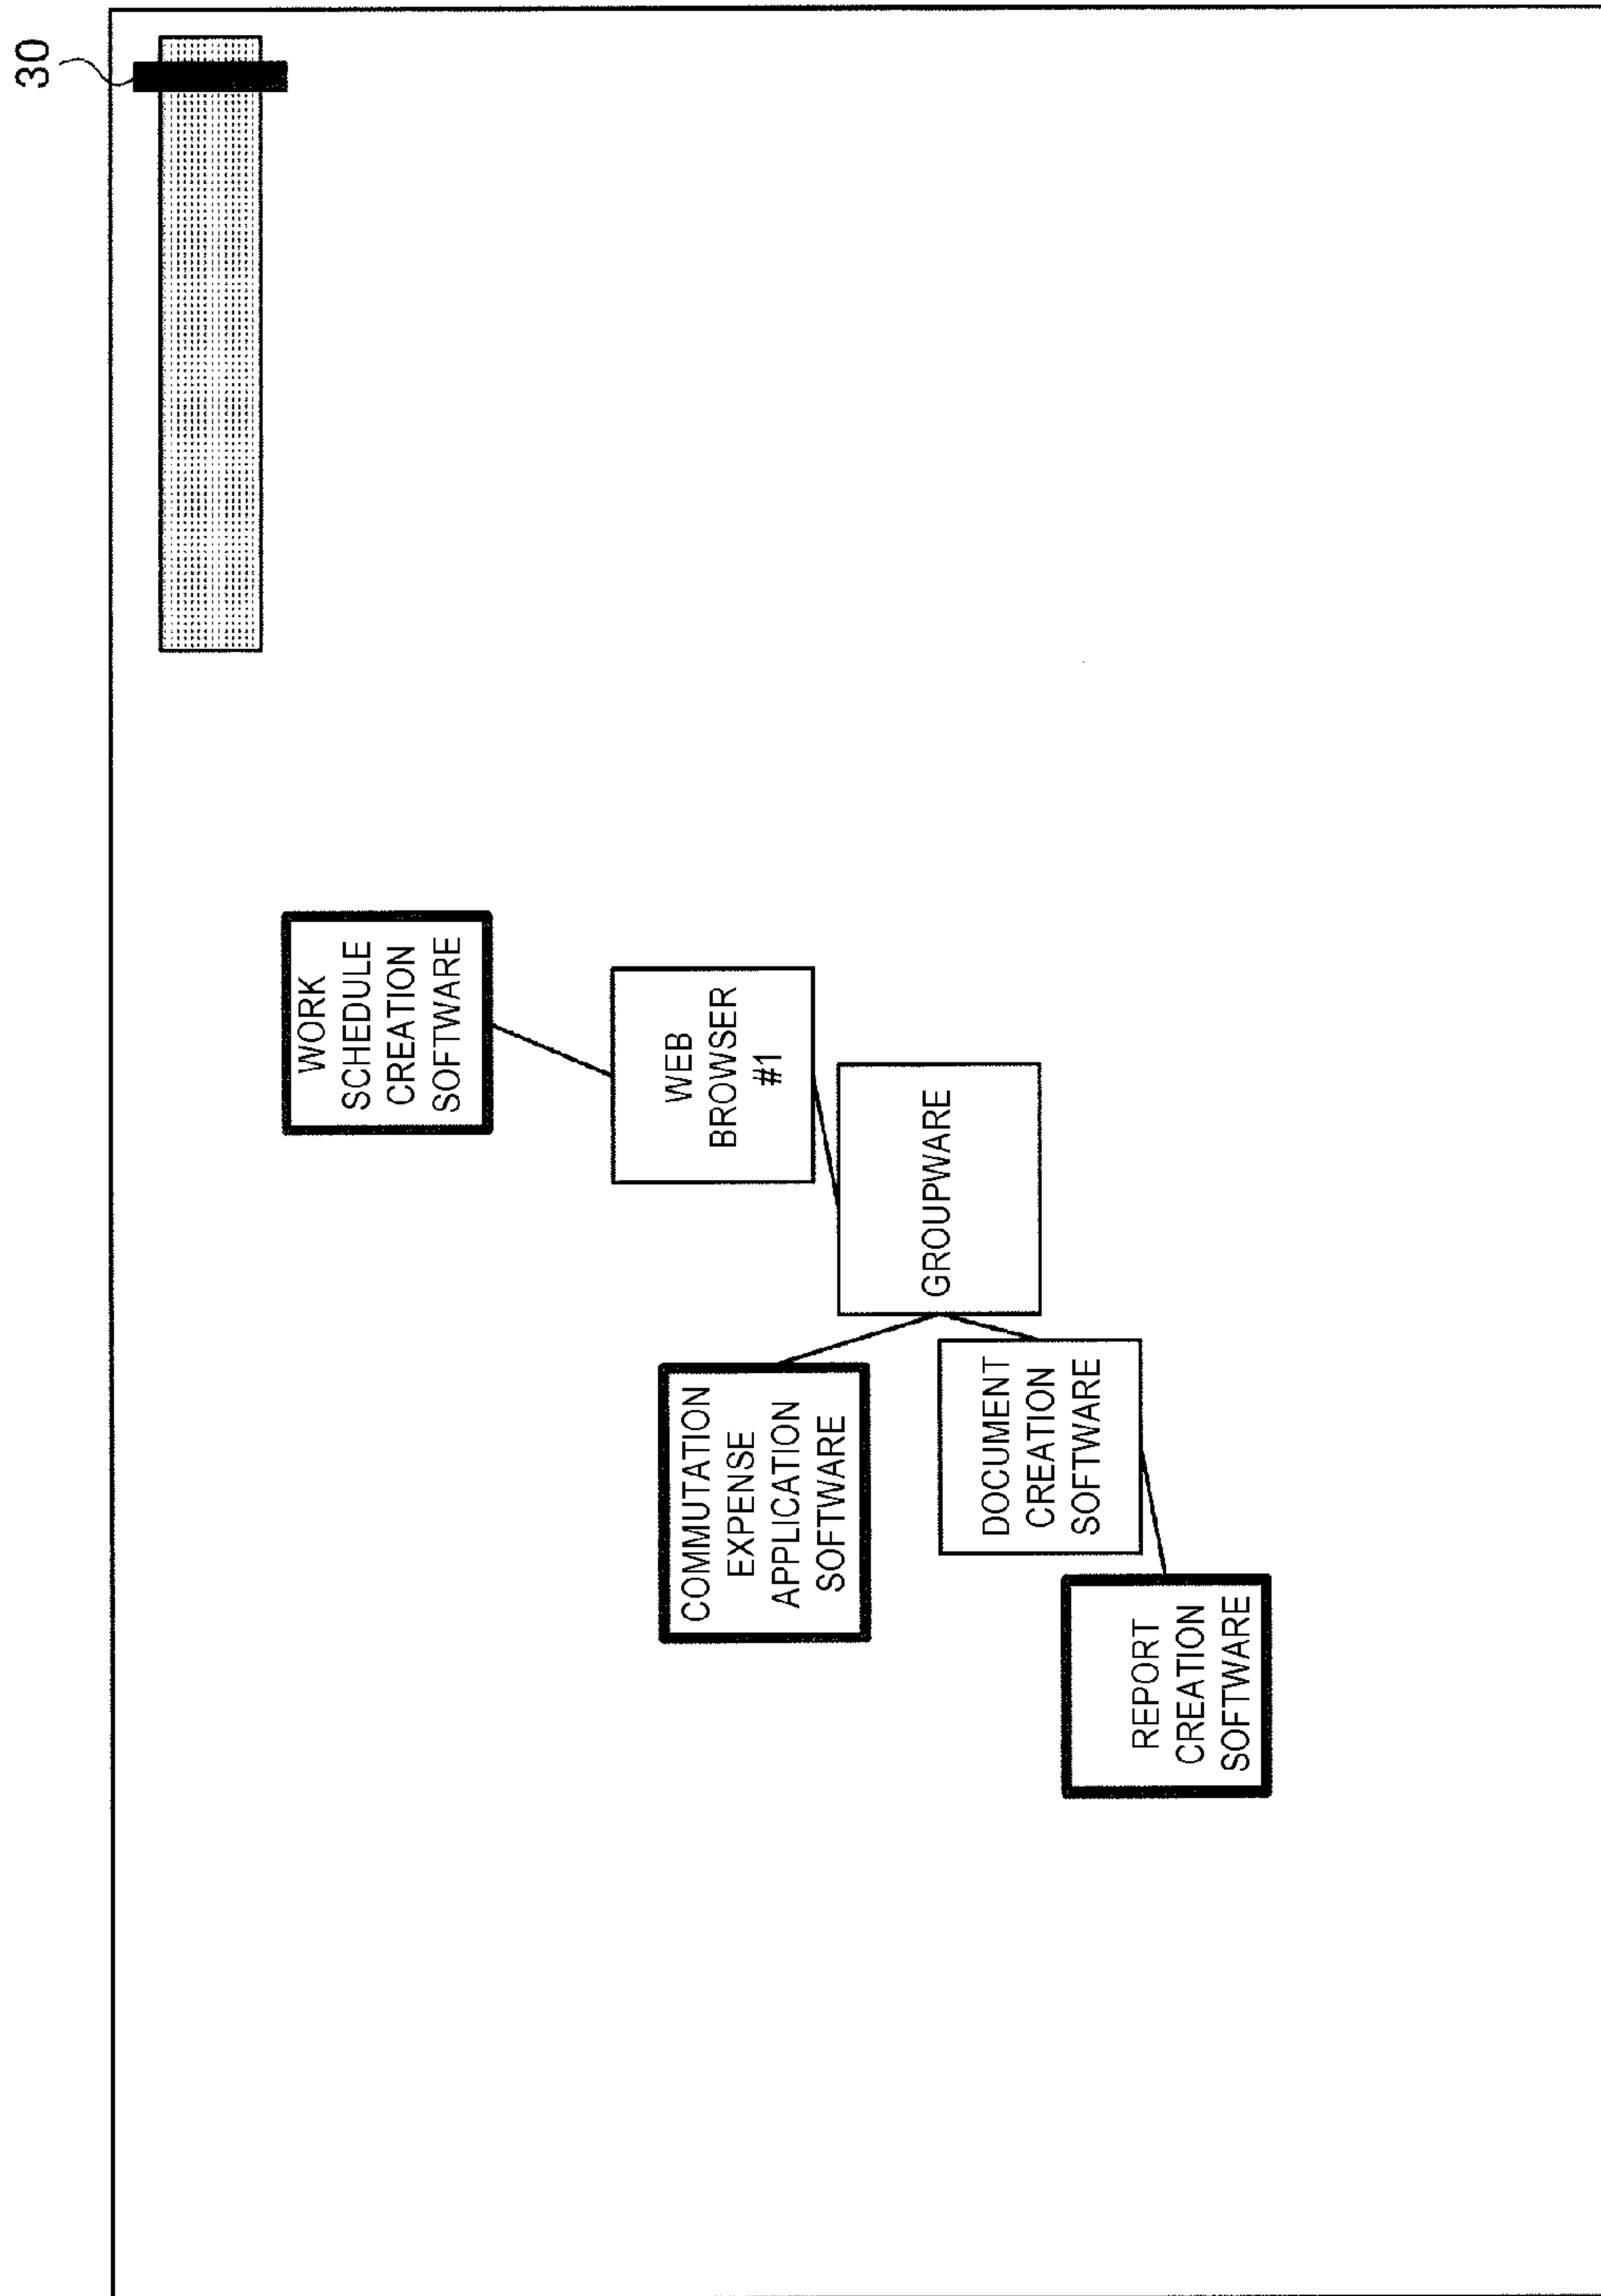 30
WORK
SCHEDULE
CREATION
SOFTWARE
WEB
BROWSER
#1
GROUPWARE
COMMUTATION
EXPENSE
APPLICATION
SOFTWARE
DOCUMENT
CREATION
SOFTWARE
REPORT
CREATION
SOFTWARE